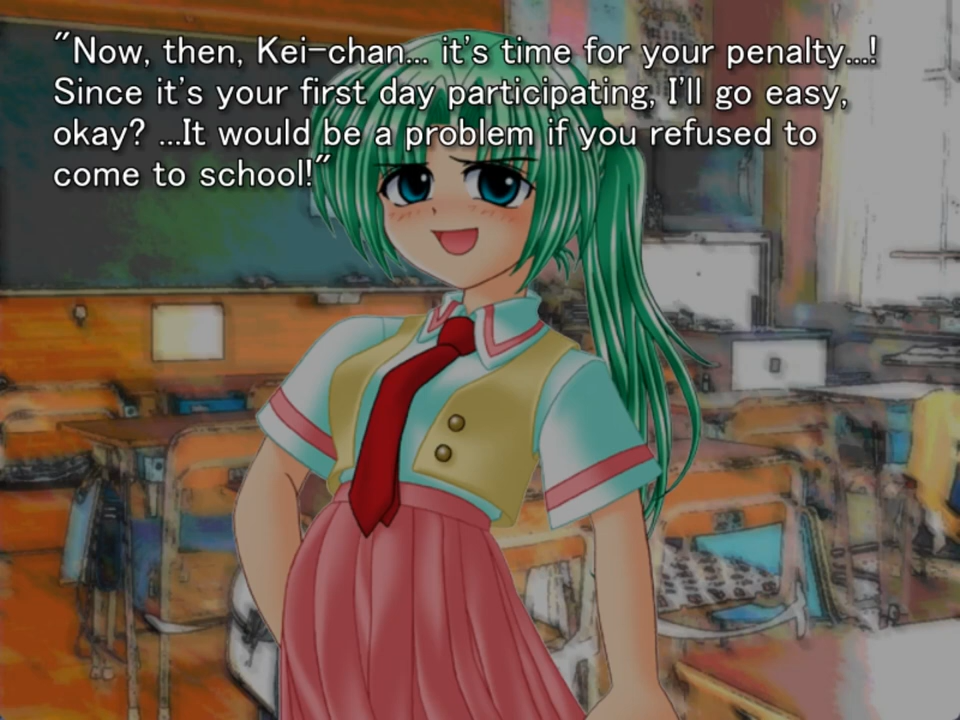 "Now, then, Kei-chan... it's time for your penalty...!
Since it's your first day participating, I'll go easy,
okay? ...It would be a problem if you refused to
come to school!"